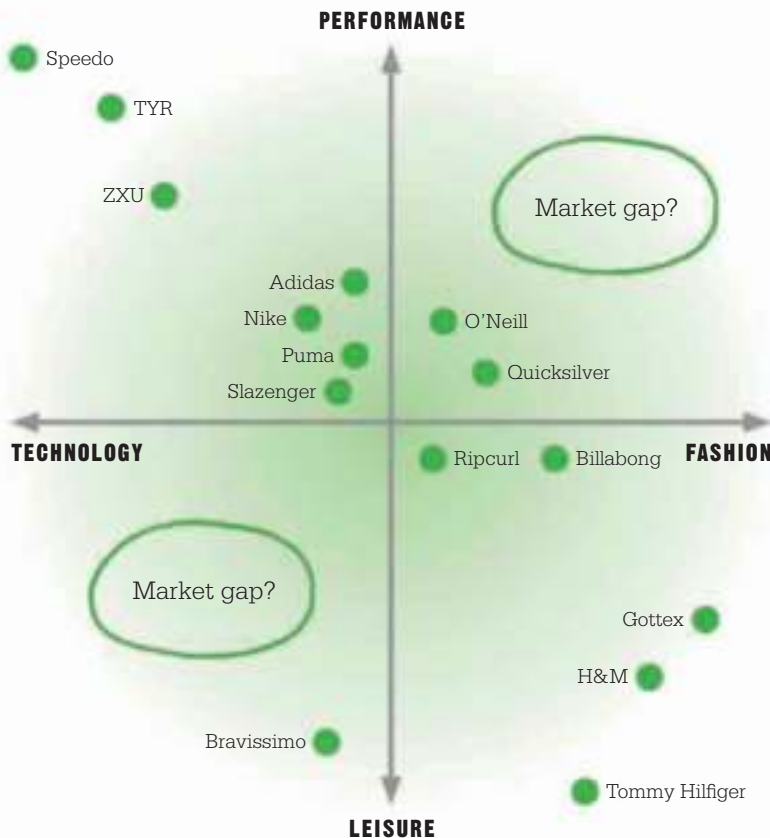 PERFORMANCE
Speedo
TYR
ZXU
Market gap?
Adidas
Nike
O’Neill
Puma
Quicksilver
Slazenger
TECHNOLOGY
Ripcurl
Billabong
FASHION
Market gap?
Gottex
H&M
Bravissimo
Tommy Hilfiger
LEISURE